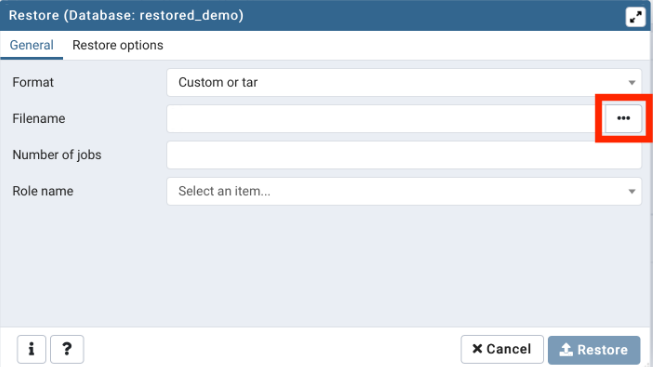 Restore (Database: restored_demo)
General Restore options
Format Custom or tar
Filename •••
Number of jobs
Role name Select an item...
i ? Cancel Restore